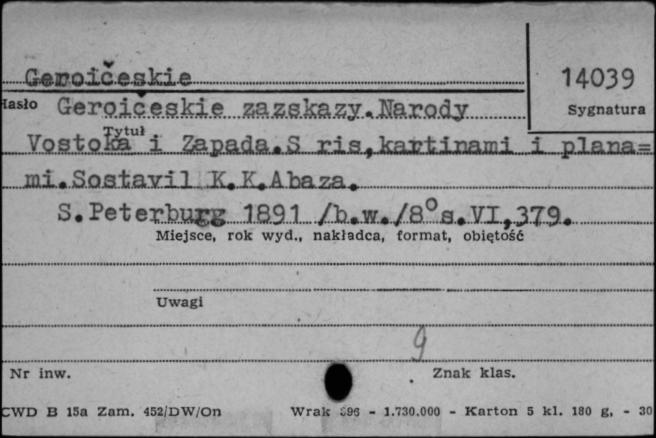 Geroičeskie
14039
Hasło
Geroičeskie zazskazy.Narody
Sygnatura
Tytuł
Vostoka i Zapada.S ris,kartinami i plana=
mi.Sostavil K.K.Abaza.
S.Peterburg 1891 /b.w./8°s.VI,379.
Miejsce, rok wyd., nakładca, format, objętość
Uwagi
9
Nr inw.
Znak klas.
CWD B 15a Zam. 452/DW/On Wrak 396 - 1.730.000 - Karton 5 kl. 180 g, - 30